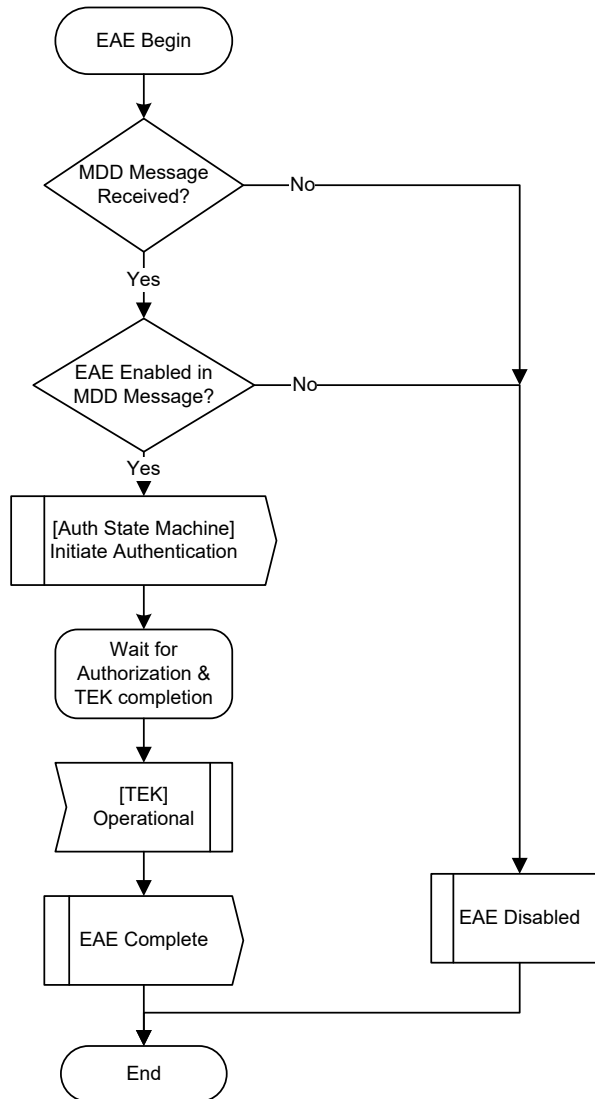 EAE Begin
MDD Message
Received?
No
Yes
EAE Enabled in
MDD Message?
No
Yes
[Auth State Machine]
Initiate Authentication
Wait for
Authorization &
TEK completion
[TEK]
Operational
EAE Complete
EAE Disabled
End